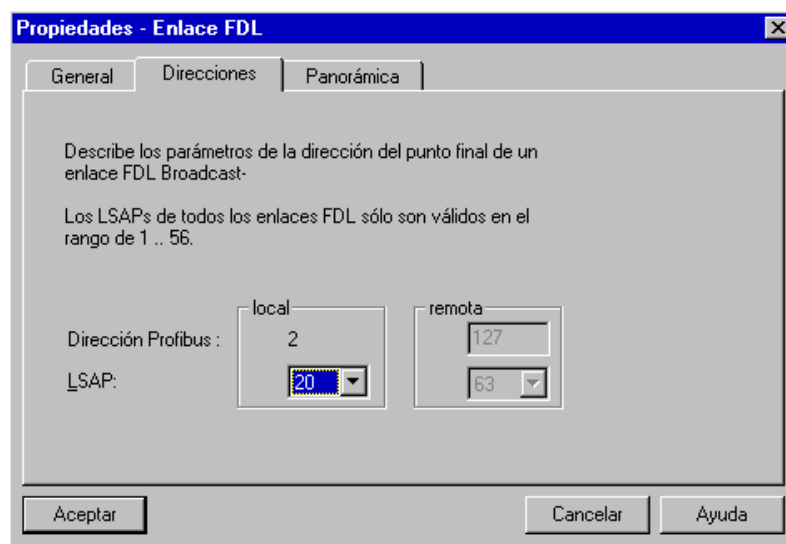 Propiedades - Enlace FDL
General Direcciones Panorámica
Describe los parámetros de la dirección del punto final de un
enlace FDL Broadcast-
Los LSAPs de todos los enlaces FDL sólo son válidos en el
rango de 1 .. 56.
local remota
Dirección Profibus : 2 127
LSAP: 20 63
Aceptar Cancelar Ayuda